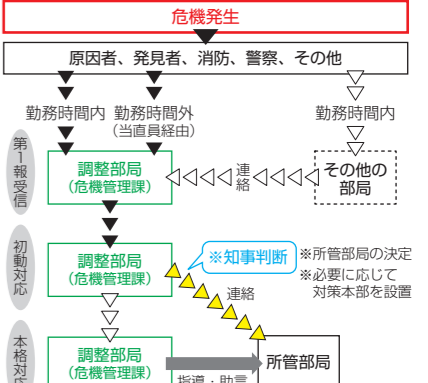 危機発生
原因者、発見者、消防、警察、その他
勤務時間内
勤務時間外
(当直員経由)
勤務時間内
第1報受信
調整部局
(危機管理課)
連絡
その他の
部局
初動対応
調整部局
(危機管理課)
※知事判断
※所管部局の決定
※必要に応じて
対策本部を設置
連絡
本格対応
調整部局
(危機管理課)
指導・助言
所管部局